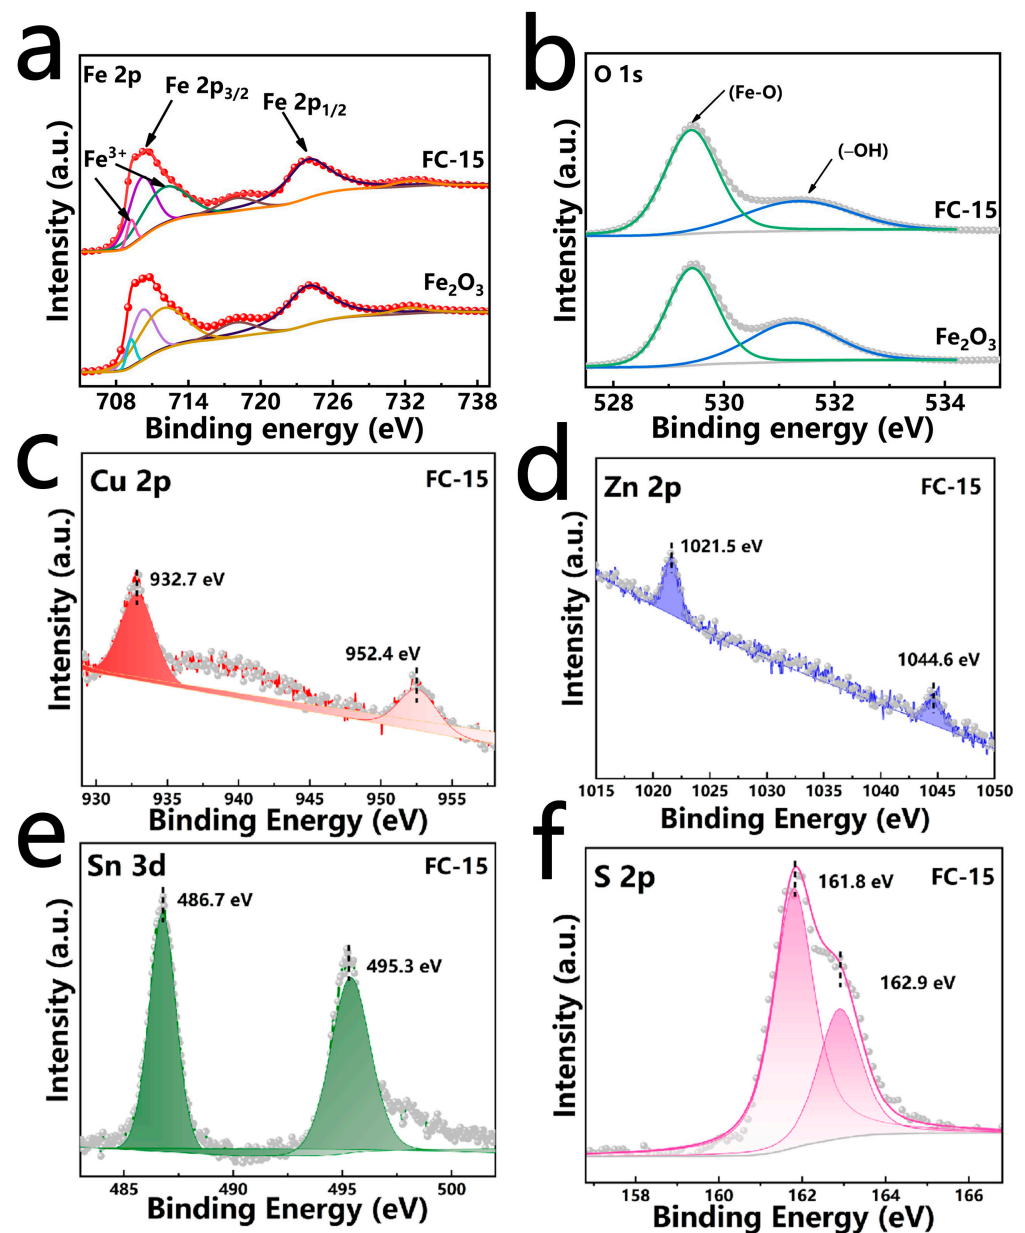 a
Fe 2p
Fe 2p3/2
Fe 2p1/2
Fe3+
FC-15
Fe2O3
Intensity (a.u.)
708 714 720 726 732 738
Binding energy (eV)
b
O 1s
(Fe-O)
(–OH)
FC-15
Fe2O3
Intensity (a.u.)
528 530 532 534
Binding energy (eV)
c
Cu 2p
FC-15
932.7 eV
952.4 eV
Intensity (a.u.)
930 935 940 945 950 955
Binding Energy (eV)
d
Zn 2p
FC-15
1021.5 eV
1044.6 eV
Intensity (a.u.)
1015 1020 1025 1030 1035 1040 1045 1050
Binding Energy (eV)
e
Sn 3d
FC-15
486.7 eV
495.3 eV
Intensity (a.u.)
485 490 495 500
Binding Energy (eV)
f
S 2p
FC-15
161.8 eV
162.9 eV
Intensity (a.u.)
158 160 162 164 166
Binding Energy (eV)